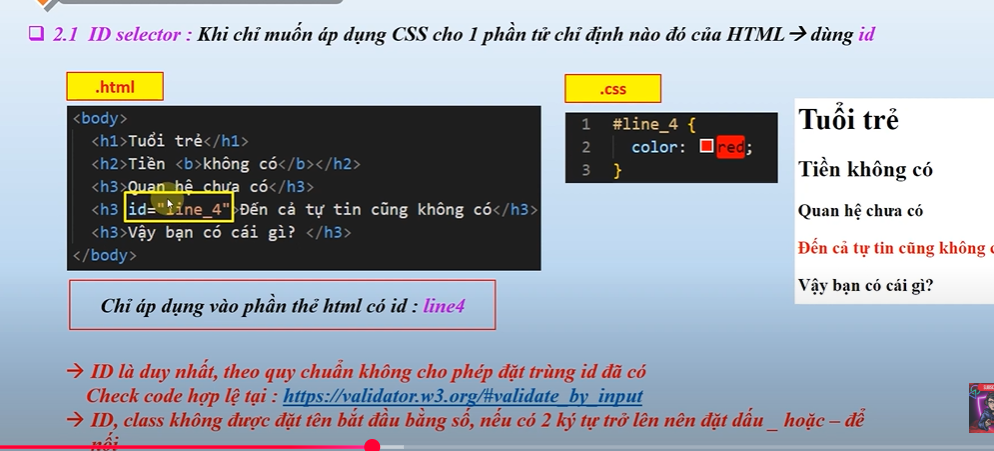 ❑ 2.1 ID selector : Khi chỉ muốn áp dụng CSS cho 1 phần tử chỉ định nào đó của HTML → dùng id
.html
<body>
<h1>Tuổi trẻ</h1>
<h2>Tiền <b>không có</b></h2>
<h3>Quan hệ chưa có</h3>
<h3 id="line_4">Đến cả tự tin cũng không có</h3>
<h3>Vậy bạn có cái gì? </h3>
</body>
.css
1 #line_4 {
2 color: red;
3 }
Tuổi trẻ
Tiền không có
Quan hệ chưa có
Đến cả tự tin cũng không
Vậy bạn có cái gì?
Chỉ áp dụng vào phần thẻ html có id : line4
→ ID là duy nhất, theo quy chuẩn không cho phép đặt trùng id đã có
Check code hợp lệ tại : https://validator.w3.org/#validate_by_input
→ ID, class không được đặt tên bắt đầu bằng số, nếu có 2 ký tự trở lên nên đặt dấu _ hoặc – để
nối